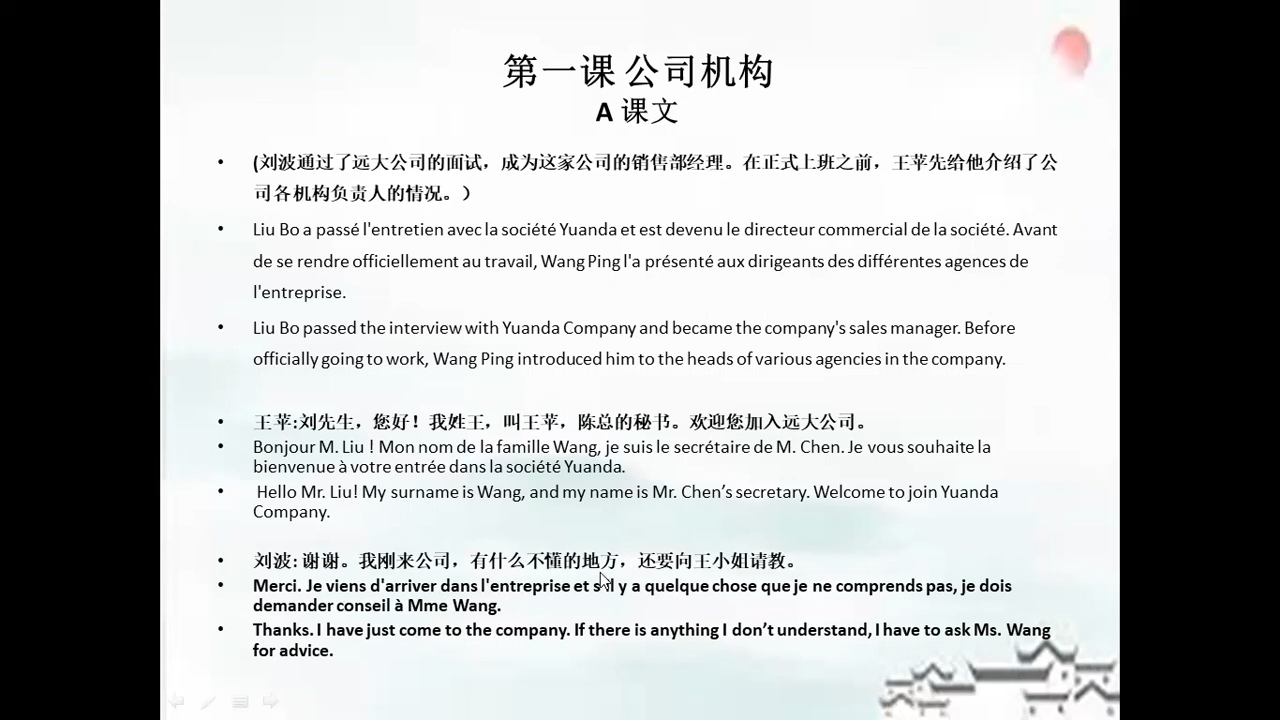 第一课 公司机构
A 课文
• (刘波通过了远大公司的面试，成为这家公司的销售部经理。在正式上班之前，王苹先给他介绍了公
司各机构负责人的情况。）
• Liu Bo a passé l'entretien avec la société Yuanda et est devenu le directeur commercial de la société. Avant
de se rendre officiellement au travail, Wang Ping l'a présenté aux dirigeants des différentes agences de
l'entreprise.
• Liu Bo passed the interview with Yuanda Company and became the company's sales manager. Before
officially going to work, Wang Ping introduced him to the heads of various agencies in the company.
• 王苹:刘先生，您好！我姓王，叫王苹，陈总的秘书。欢迎您加入远大公司。
• Bonjour M. Liu ! Mon nom de la famille Wang, je suis le secrétaire de M. Chen. Je vous souhaite la
bienvenue à votre entrée dans la société Yuanda.
• Hello Mr. Liu! My surname is Wang, and my name is Mr. Chen’s secretary. Welcome to join Yuanda
Company.
• 刘波: 谢谢。我刚来公司，有什么不懂的地方，还要向王小姐请教。
• Merci. Je viens d'arriver dans l'entreprise et s'il y a quelque chose que je ne comprends pas, je dois
demander conseil à Mme Wang.
• Thanks. I have just come to the company. If there is anything I don’t understand, I have to ask Ms. Wang
for advice.